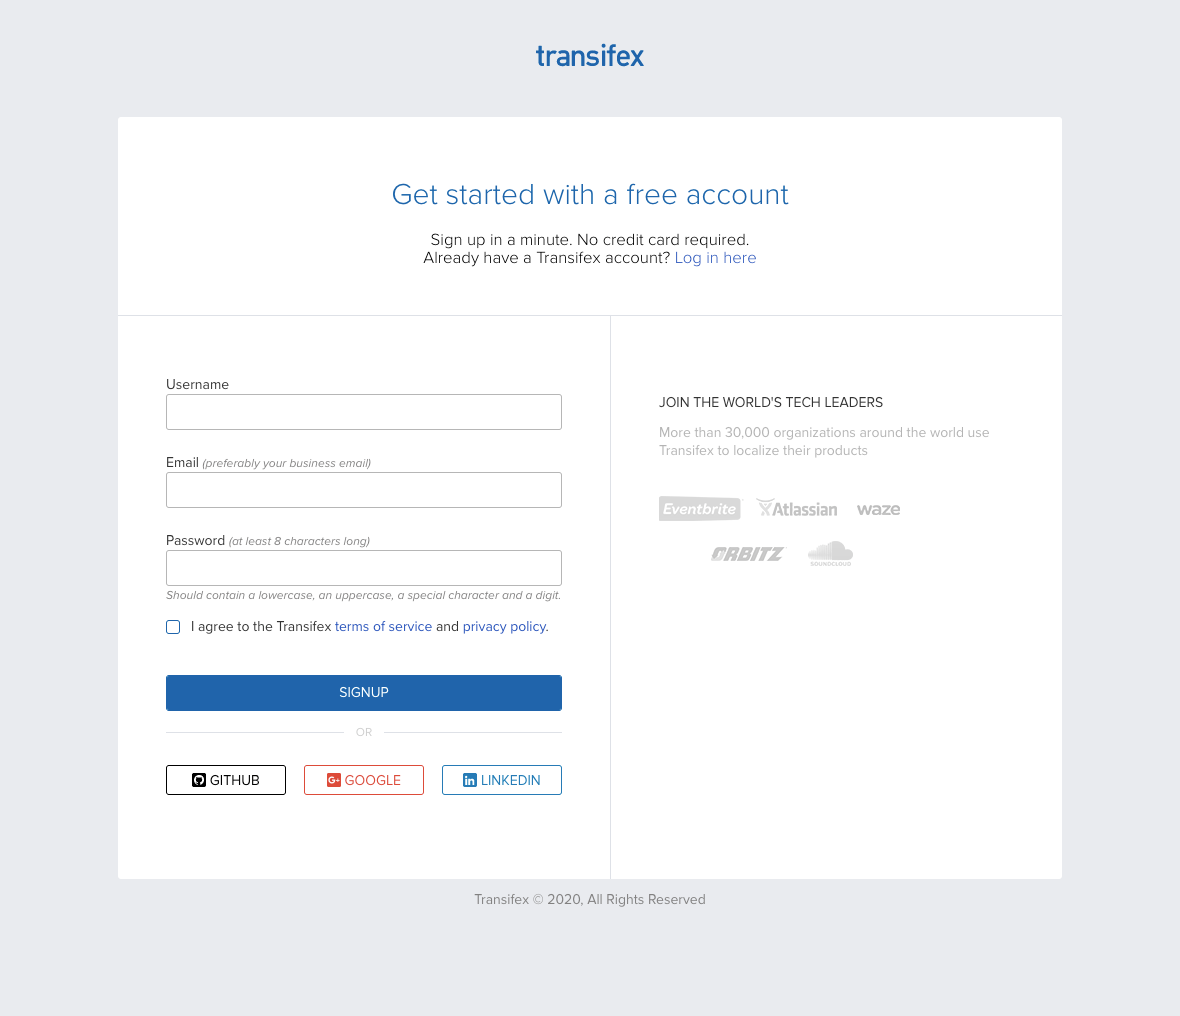 transifex
Get started with a free account
Sign up in a minute. No credit card required.
Already have a Transifex account? Log in here
Username
Email (preferably your business email)
Password (at least 8 characters long)
Should contain a lowercase, an uppercase, a special character and a digit.
I agree to the Transifex terms of service and privacy policy.
SIGNUP
OR
GITHUB
G+ GOOGLE
in LINKEDIN
JOIN THE WORLD'S TECH LEADERS
More than 30,000 organizations around the world use
Transifex to localize their products
Eventbrite Atlassian waze
ORBITZ SOUNDCLOUD
Transifex © 2020, All Rights Reserved